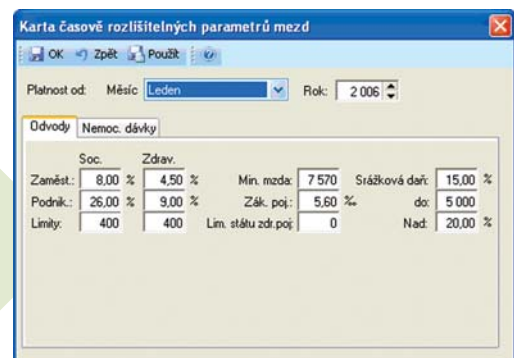 Karta časově rozlišitelných parametrů mezd
OK Zpět Použít
Platnost od: Měsíc Leden Rok: 2 006
Odvody Nemoc. dávky
Soc. Zdrav.
Zaměst.: 8,00 % 4,50 % Min. mzda: 7 570 Srážková daň: 15,00 %
Podnik.: 26,00 % 9,00 % Zák. poj.: 5,60 ‰ do: 5 000
Limity: 400 400 Lim. státu zdr.poj: 0 Nad: 20,00 %